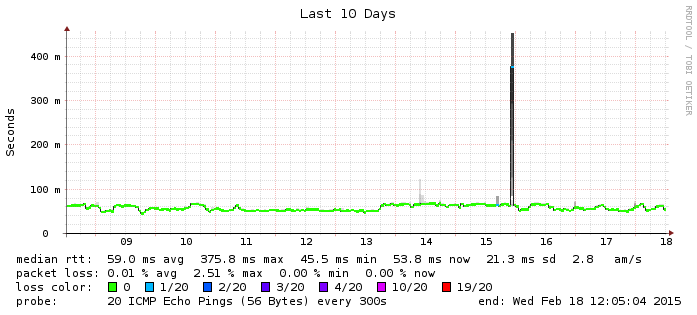 Last 10 Days
RRDTOOL / TOBI OETIKER
Seconds
400 m
300 m
200 m
100 m
0
09 10 11 12 13 14 15 16 17 18
median rtt: 59.0 ms avg 375.8 ms max 45.5 ms min 53.8 ms now 21.3 ms sd 2.8 am/s
packet loss: 0.01 % avg 2.51 % max 0.00 % min 0.00 % now
loss color: 0 1/20 2/20 3/20 4/20 10/20 19/20
probe: 20 ICMP Echo Pings (56 Bytes) every 300s end: Wed Feb 18 12:05:04 2015